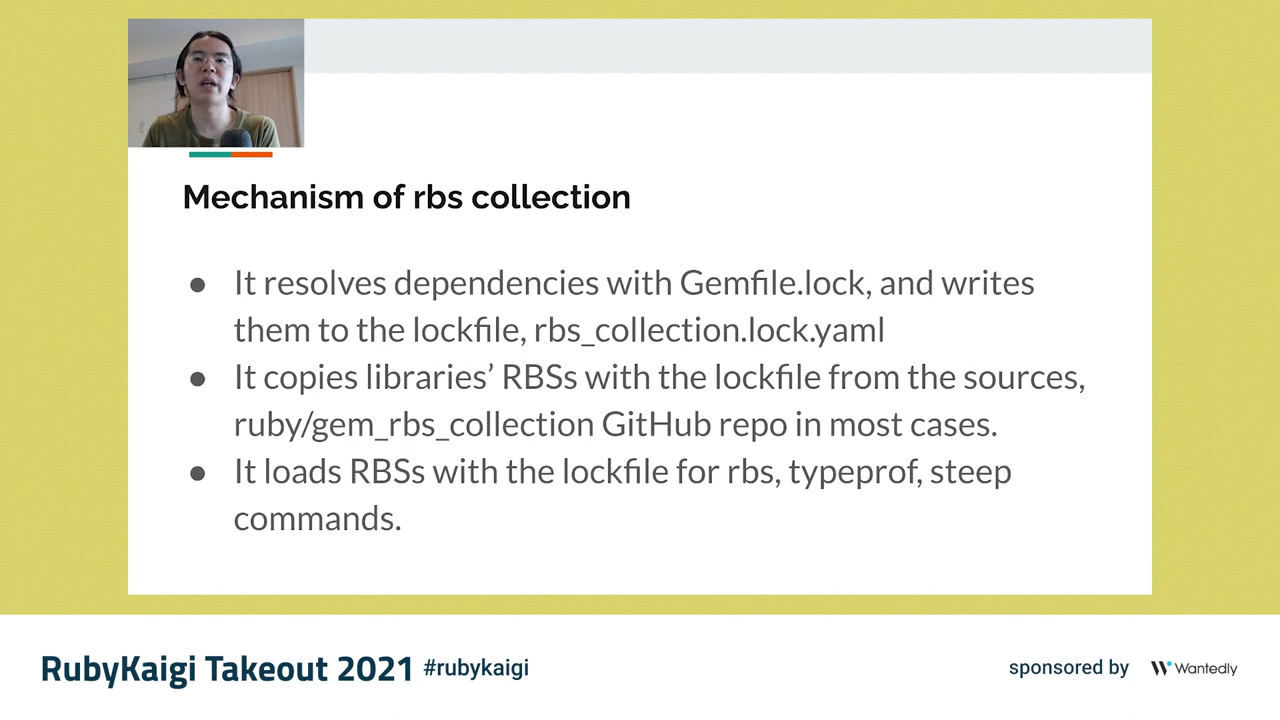 Mechanism of rbs collection
● It resolves dependencies with Gemfile.lock, and writes
them to the lockfile, rbs_collection.lock.yaml
● It copies libraries’ RBSs with the lockfile from the sources,
ruby/gem_rbs_collection GitHub repo in most cases.
● It loads RBSs with the lockfile for rbs, typeprof, steep
commands.
RubyKaigi Takeout 2021 #rubykaigi
sponsored by Wantedly